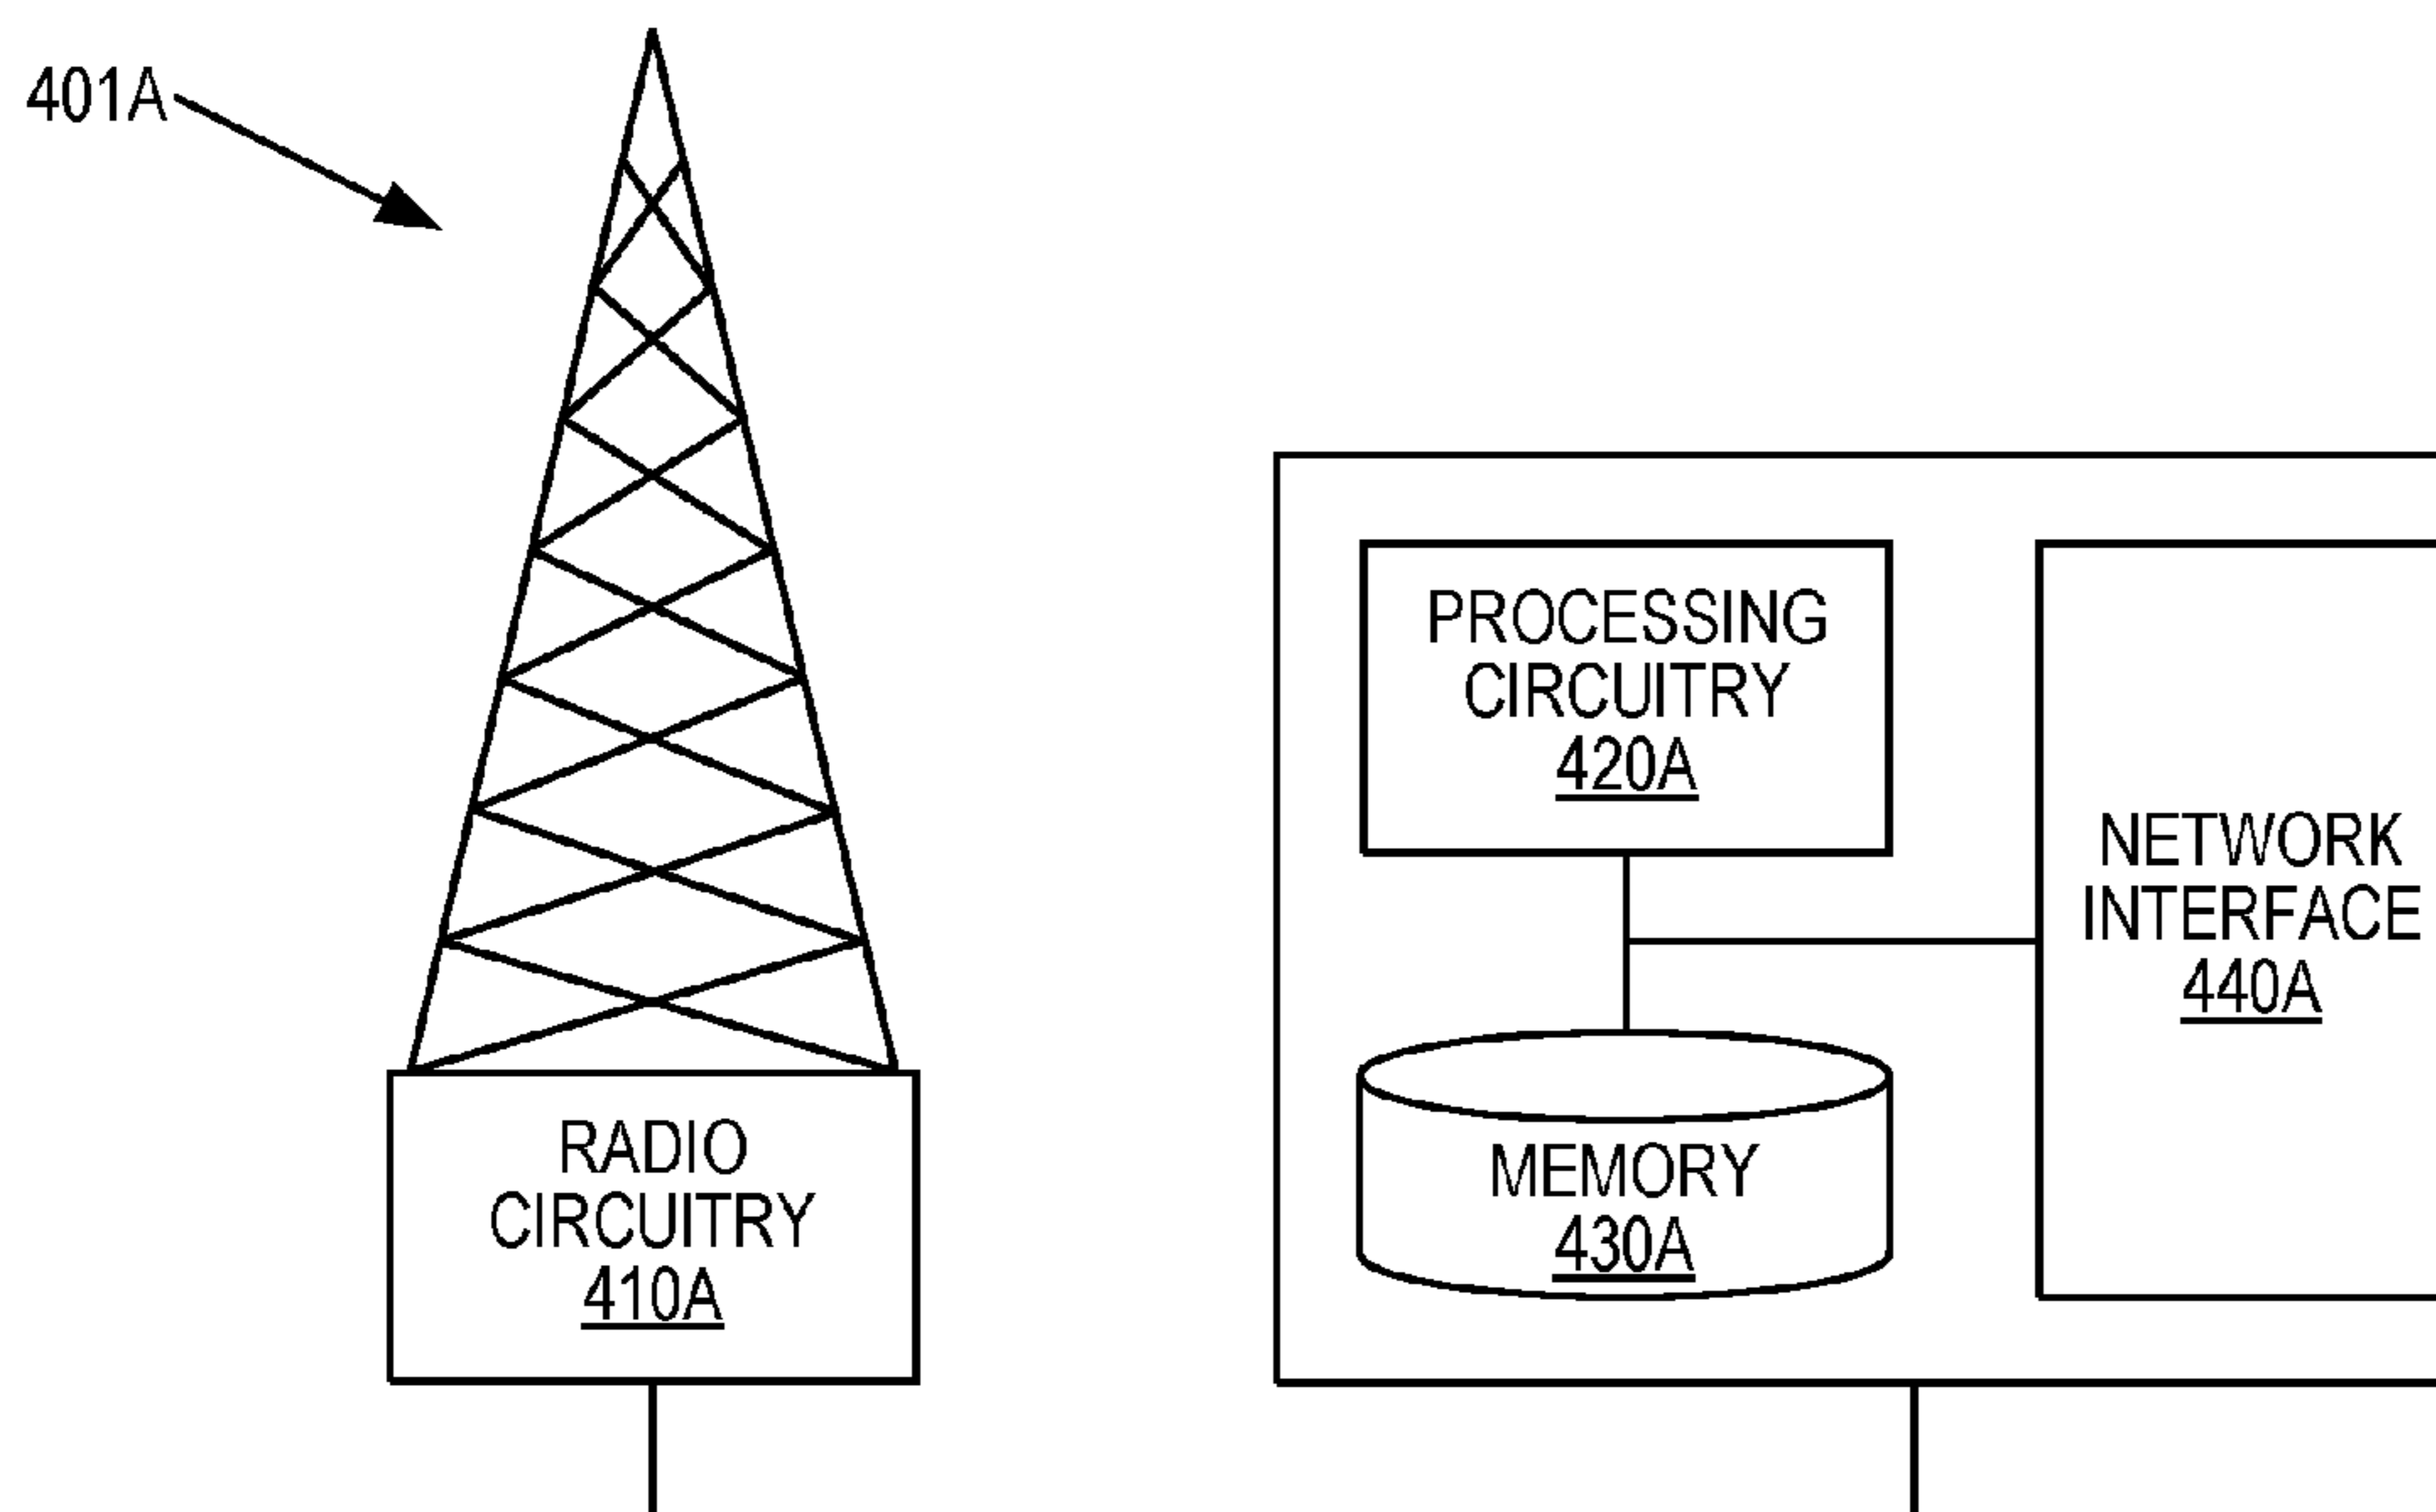 401A
PROCESSING
CIRCUITRY
420A
NETWORK
INTERFACE
440A
RADIO
CIRCUITRY
410A
MEMORY
430A